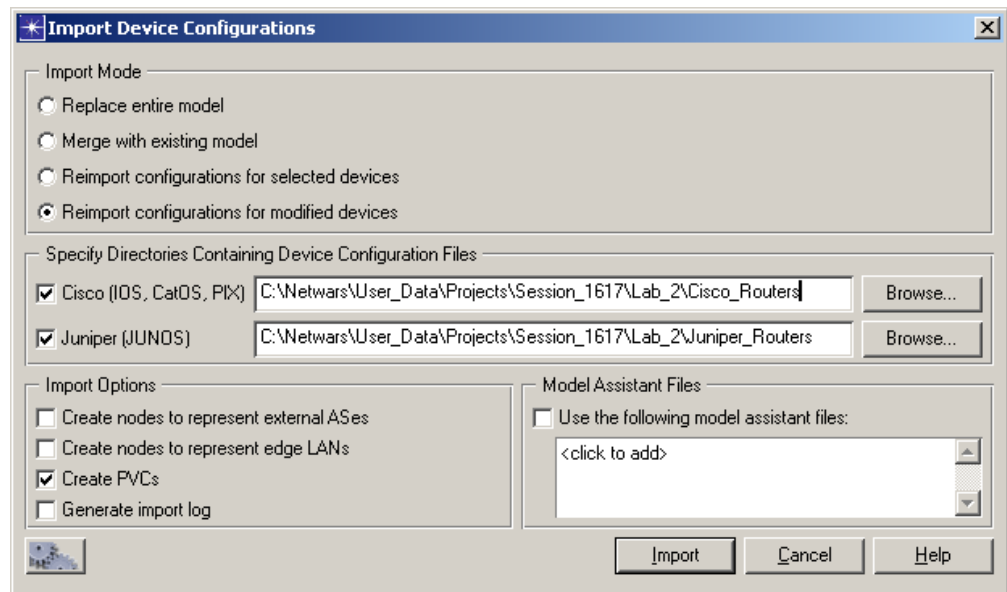 Import Device Configurations
Import Mode
Replace entire model
Merge with existing model
Reimport configurations for selected devices
Reimport configurations for modified devices
Specify Directories Containing Device Configuration Files
Cisco (IOS, CatOS, PIX) C:\Netwars\User_Data\Projects\Session_1617\Lab_2\Cisco_Routers Browse...
Juniper (JUNOS) C:\Netwars\User_Data\Projects\Session_1617\Lab_2\Juniper_Routers Browse...
Import Options
Create nodes to represent external ASes
Create nodes to represent edge LANs
Create PVCs
Generate import log
Model Assistant Files
Use the following model assistant files:
<click to add>
Import Cancel Help